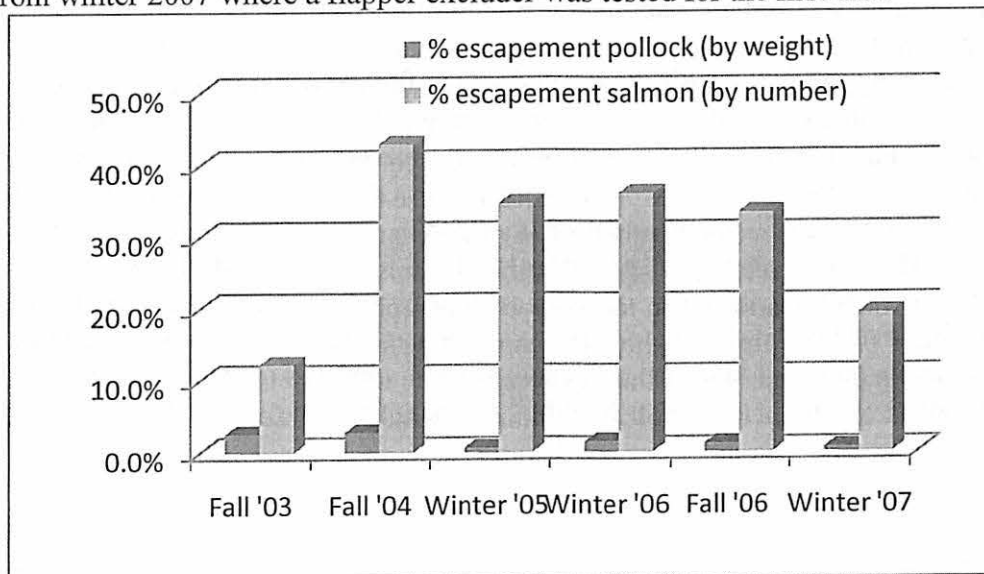 from winter 2007 where a flapper excluder was tested for the first
% escapement pollock (by weight)
% escapement salmon (by number)
50.0%
40.0%
30.0%
20.0%
10.0%
0.0%
Fall '03 Fall '04 Winter '05 Winter '06 Fall '06 Winter '07